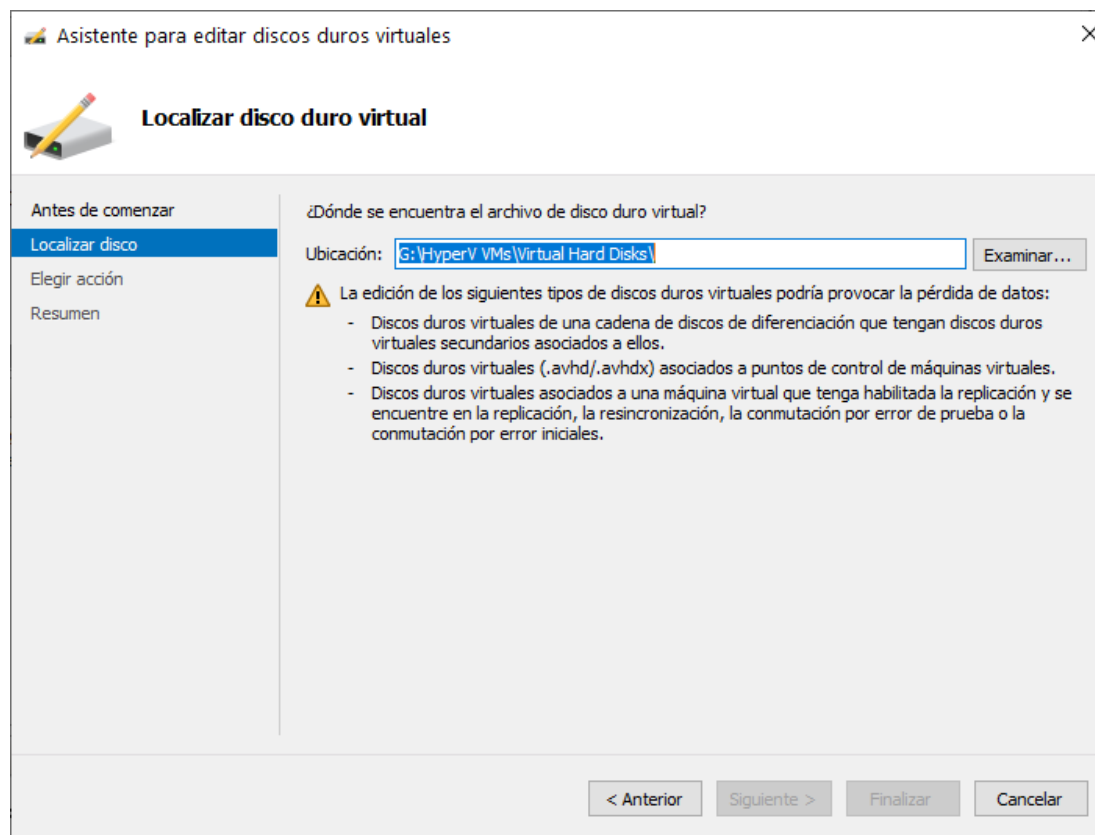 Asistente para editar discos duros virtuales
Localizar disco duro virtual
Antes de comenzar
Localizar disco
Elegir acción
Resumen
¿Dónde se encuentra el archivo de disco duro virtual?
Ubicación: G:\HyperV VMs\Virtual Hard Disks\ Examinar...
La edición de los siguientes tipos de discos duros virtuales podría provocar la pérdida de datos:
- Discos duros virtuales de una cadena de discos de diferenciación que tengan discos duros
virtuales secundarios asociados a ellos.
- Discos duros virtuales (.avhd/.avhdx) asociados a puntos de control de máquinas virtuales.
- Discos duros virtuales asociados a una máquina virtual que tenga habilitada la replicación y se
encuentre en la replicación, la resincronización, la conmutación por error de prueba o la
conmutación por error iniciales.
< Anterior Siguiente > Finalizar Cancelar